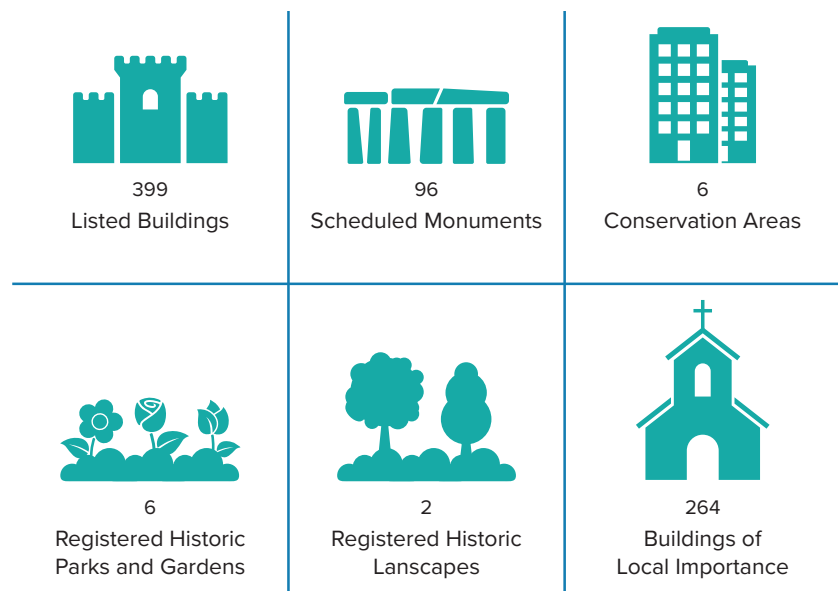 399
Listed Buildings
96
Scheduled Monuments
6
Conservation Areas
6
Registered Historic
Parks and Gardens
2
Registered Historic
Lanscapes
264
Buildings of
Local Importance